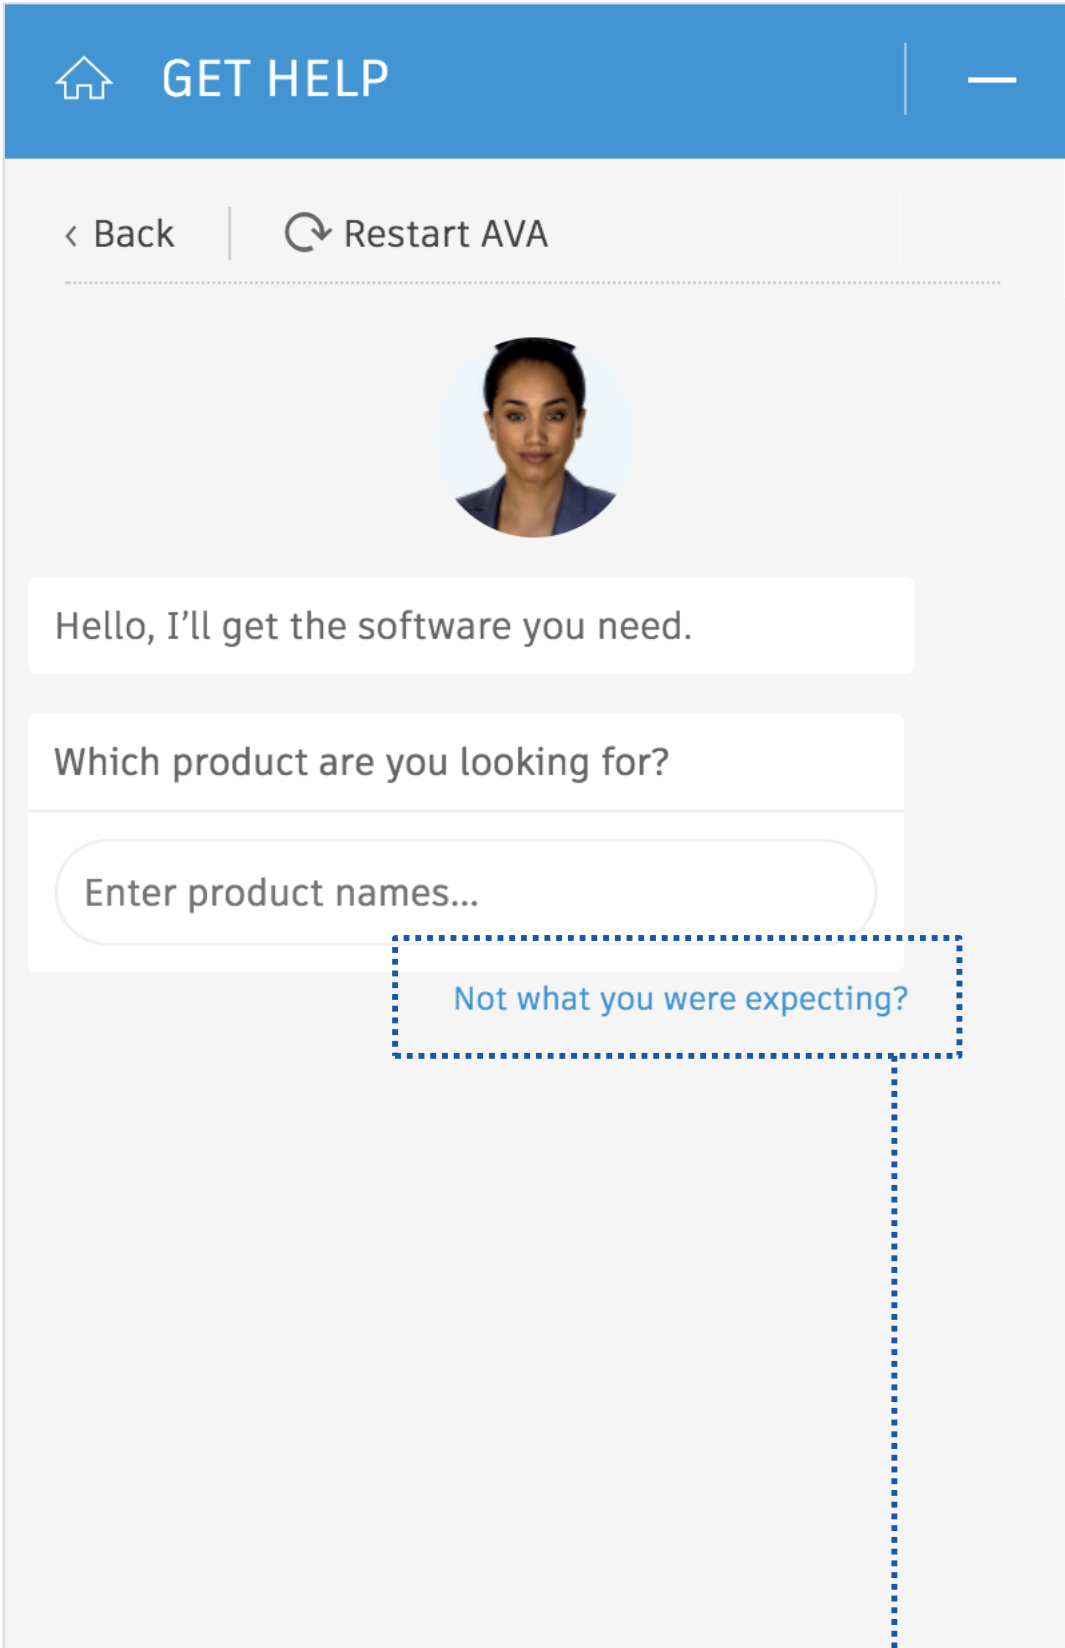 GET HELP
‹ Back
Restart AVA
Hello, I’ll get the software you need.
Which product are you looking for?
Enter product names...
Not what you were expecting?